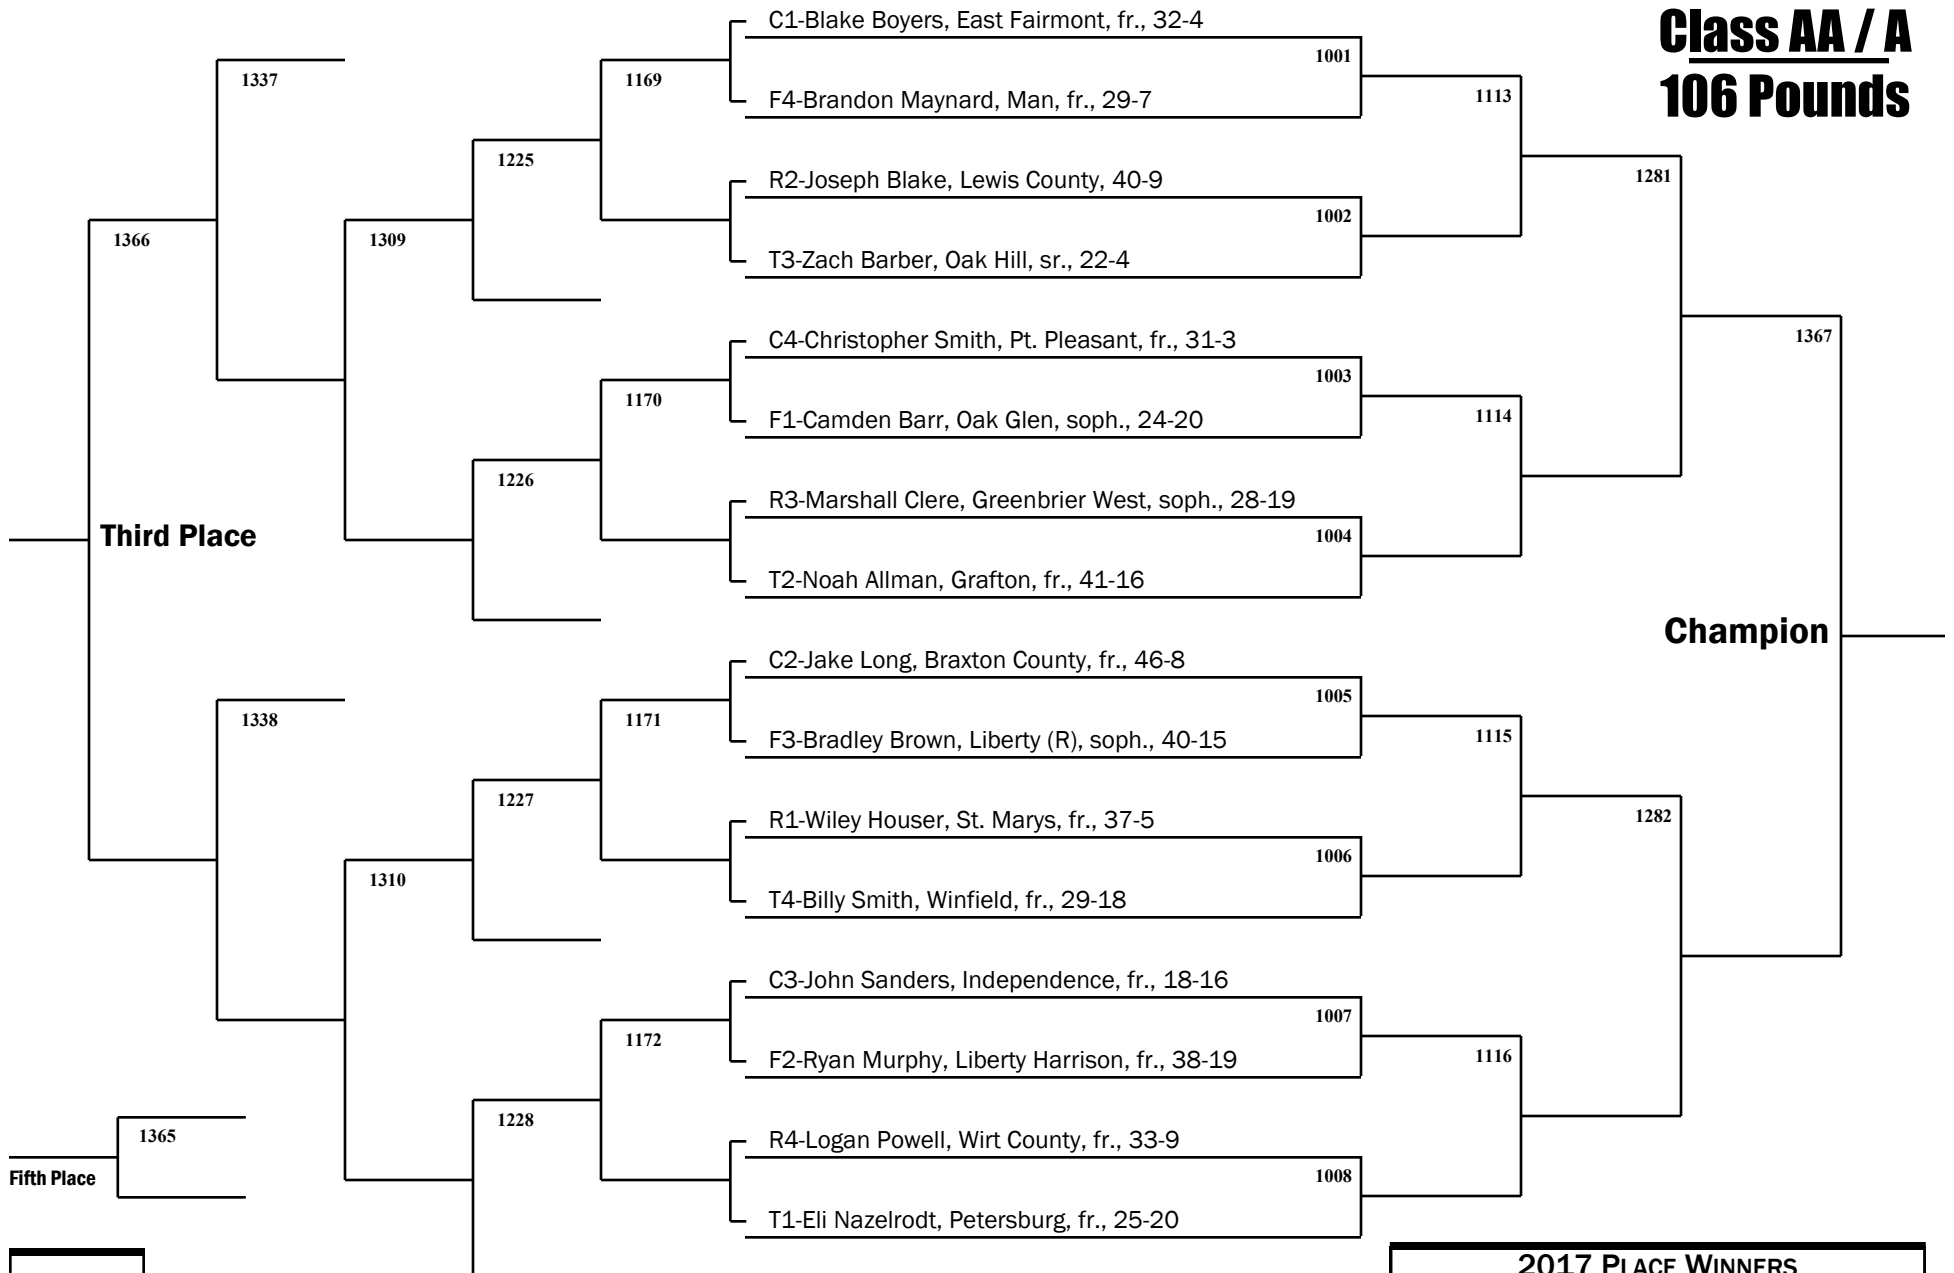 Class AA / A
106 Pounds
C1-Blake Boyers, East Fairmont, fr., 32-4
1001
F4-Brandon Maynard, Man, fr., 29-7
1337
1169
1113
1225
R2-Joseph Blake, Lewis County, 40-9
1281
1002
1366
1309
T3-Zach Barber, Oak Hill, sr., 22-4
C4-Christopher Smith, Pt. Pleasant, fr., 31-3
1367
1003
1170
F1-Camden Barr, Oak Glen, soph., 24-20
1114
1226
R3-Marshall Clere, Greenbrier West, soph., 28-19
Third Place
1004
T2-Noah Allman, Grafton, fr., 41-16
Champion
C2-Jake Long, Braxton County, fr., 46-8
1005
1338
1171
F3-Bradley Brown, Liberty (R), soph., 40-15
1115
1227
R1-Wiley Houser, St. Marys, fr., 37-5
1282
1006
1310
T4-Billy Smith, Winfield, fr., 29-18
C3-John Sanders, Independence, fr., 18-16
1007
1172
F2-Ryan Murphy, Liberty Harrison, fr., 38-19
1116
1228
1365
R4-Logan Powell, Wirt County, fr., 33-9
Fifth Place
1008
T1-Eli Nazelrodt, Petersburg, fr., 25-20
2017 PLACE WINNERS